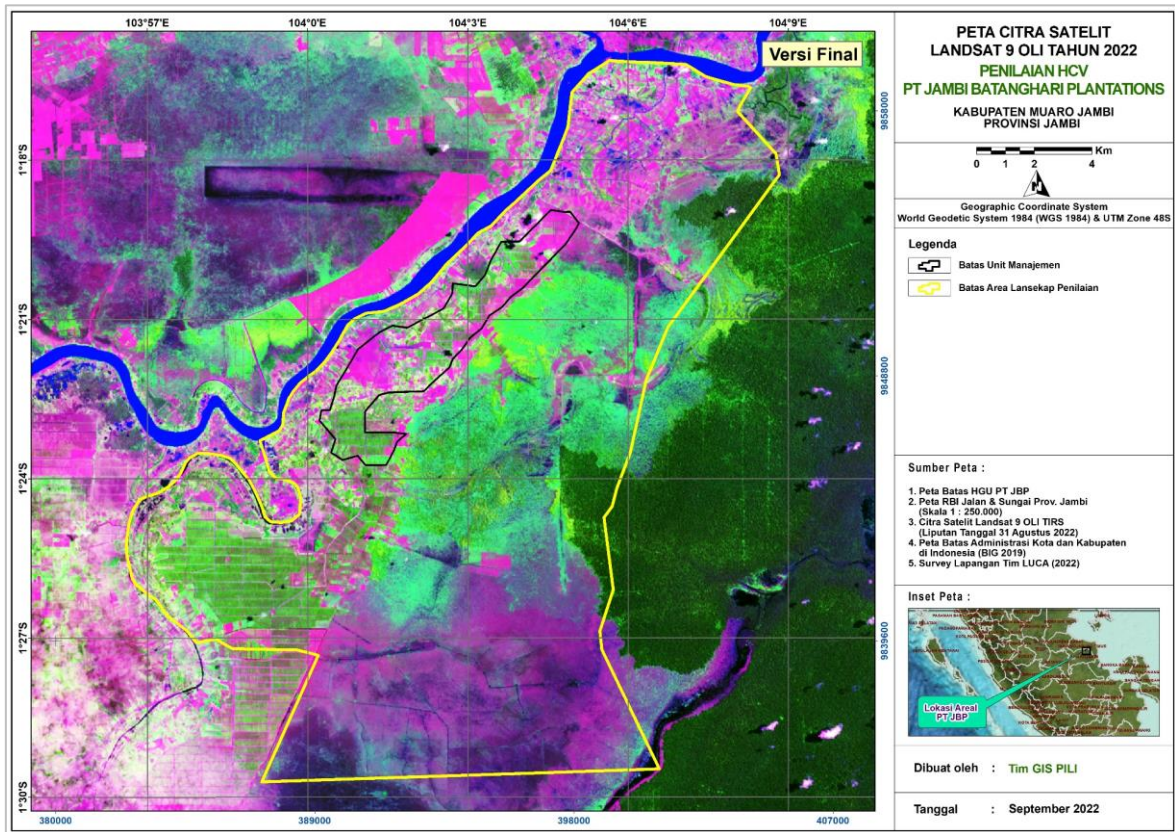 103°57'E 104°0'E 104°3'E 104°6'E 104°9'E
Versi Final
1°18'S
1°21'S
1°24'S
1°27'S
1°30'S
9858000
9848800
9839600
380000 389000 398000 407000
PETA CITRA SATELIT
LANDSAT 9 OLI TAHUN 2022
PENILAIAN HCV
PT JAMBI BATANGHARI PLANTATIONS
KABUPATEN MUARO JAMBI
PROVINSI JAMBI
Km
0 1 2 4
N
Geographic Coordinate System
World Geodetic System 1984 (WGS 1984) & UTM Zone 48S
Legenda
Batas Unit Manajemen
Batas Area Lansekap Penilaian
Sumber Peta :
1. Peta Batas HGU PT JBP
2. Peta RBI Jalan & Sungai Prov. Jambi
(Skala 1 : 250.000)
3. Citra Satelit Landsat 9 OLI TIRS
(Liputan Tanggal 31 Agustus 2022)
4. Peta Batas Administrasi Kota dan Kabupaten
di Indonesia (BIG 2019)
5. Survey Lapangan Tim LUCA (2022)
Inset Peta :
Lokasi Areal
PT JBP
Dibuat oleh : Tim GIS PILI
Tanggal : September 2022